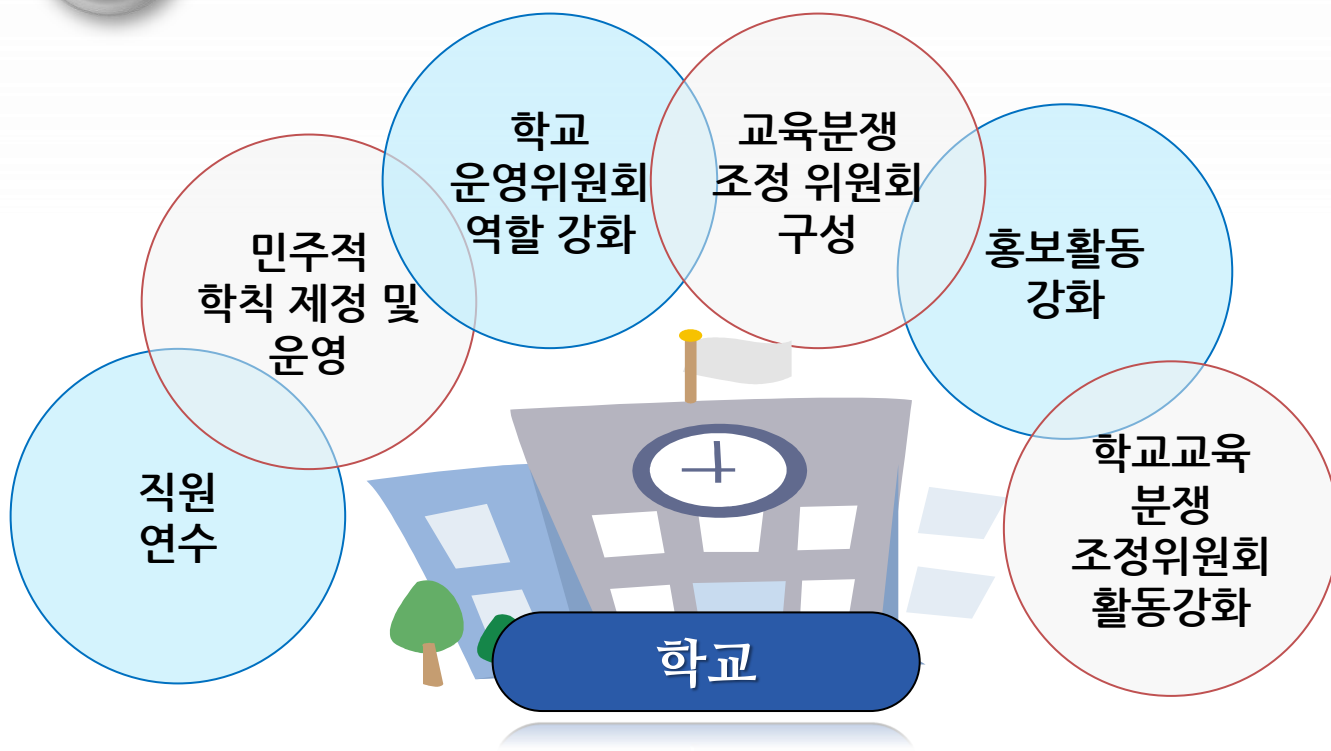 학교
운영위원회
역할 강화
교육분쟁
조정 위원회
구성
민주적
학칙 제정 및
운영
홍보활동
강화
직원
연수
학교교육
분쟁
조정위원회
활동강화
학교